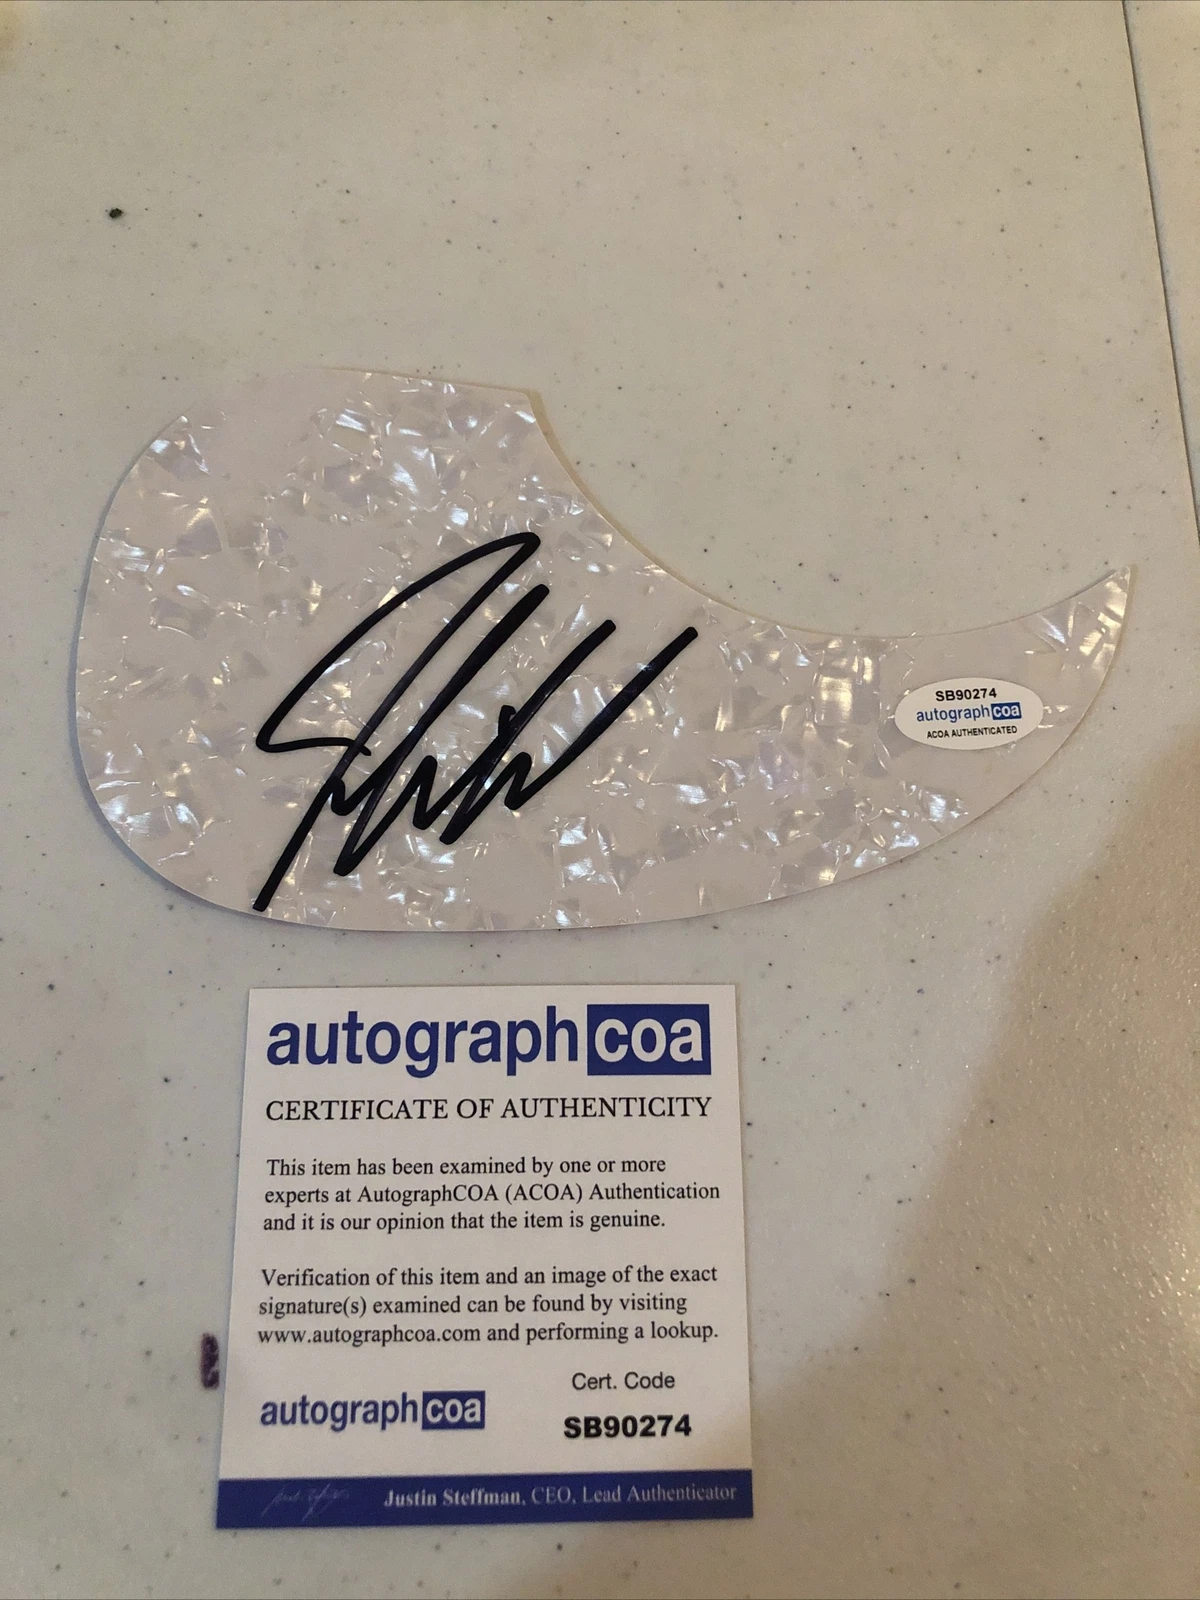 SB90274
autographcoa
ACOA AUTHENTICATED
autographcoa
CERTIFICATE OF AUTHENTICITY
This item has been examined by one or more
experts at AutographCOA (ACOA) Authentication
and it is our opinion that the item is genuine.
Verification of this item and an image of the exact
signature(s) examined can be found by visiting
www.autographcoa.com and performing a lookup.
Cert. Code
autographcoa
SB90274
Justin Steffman, CEO, Lead Authenticator